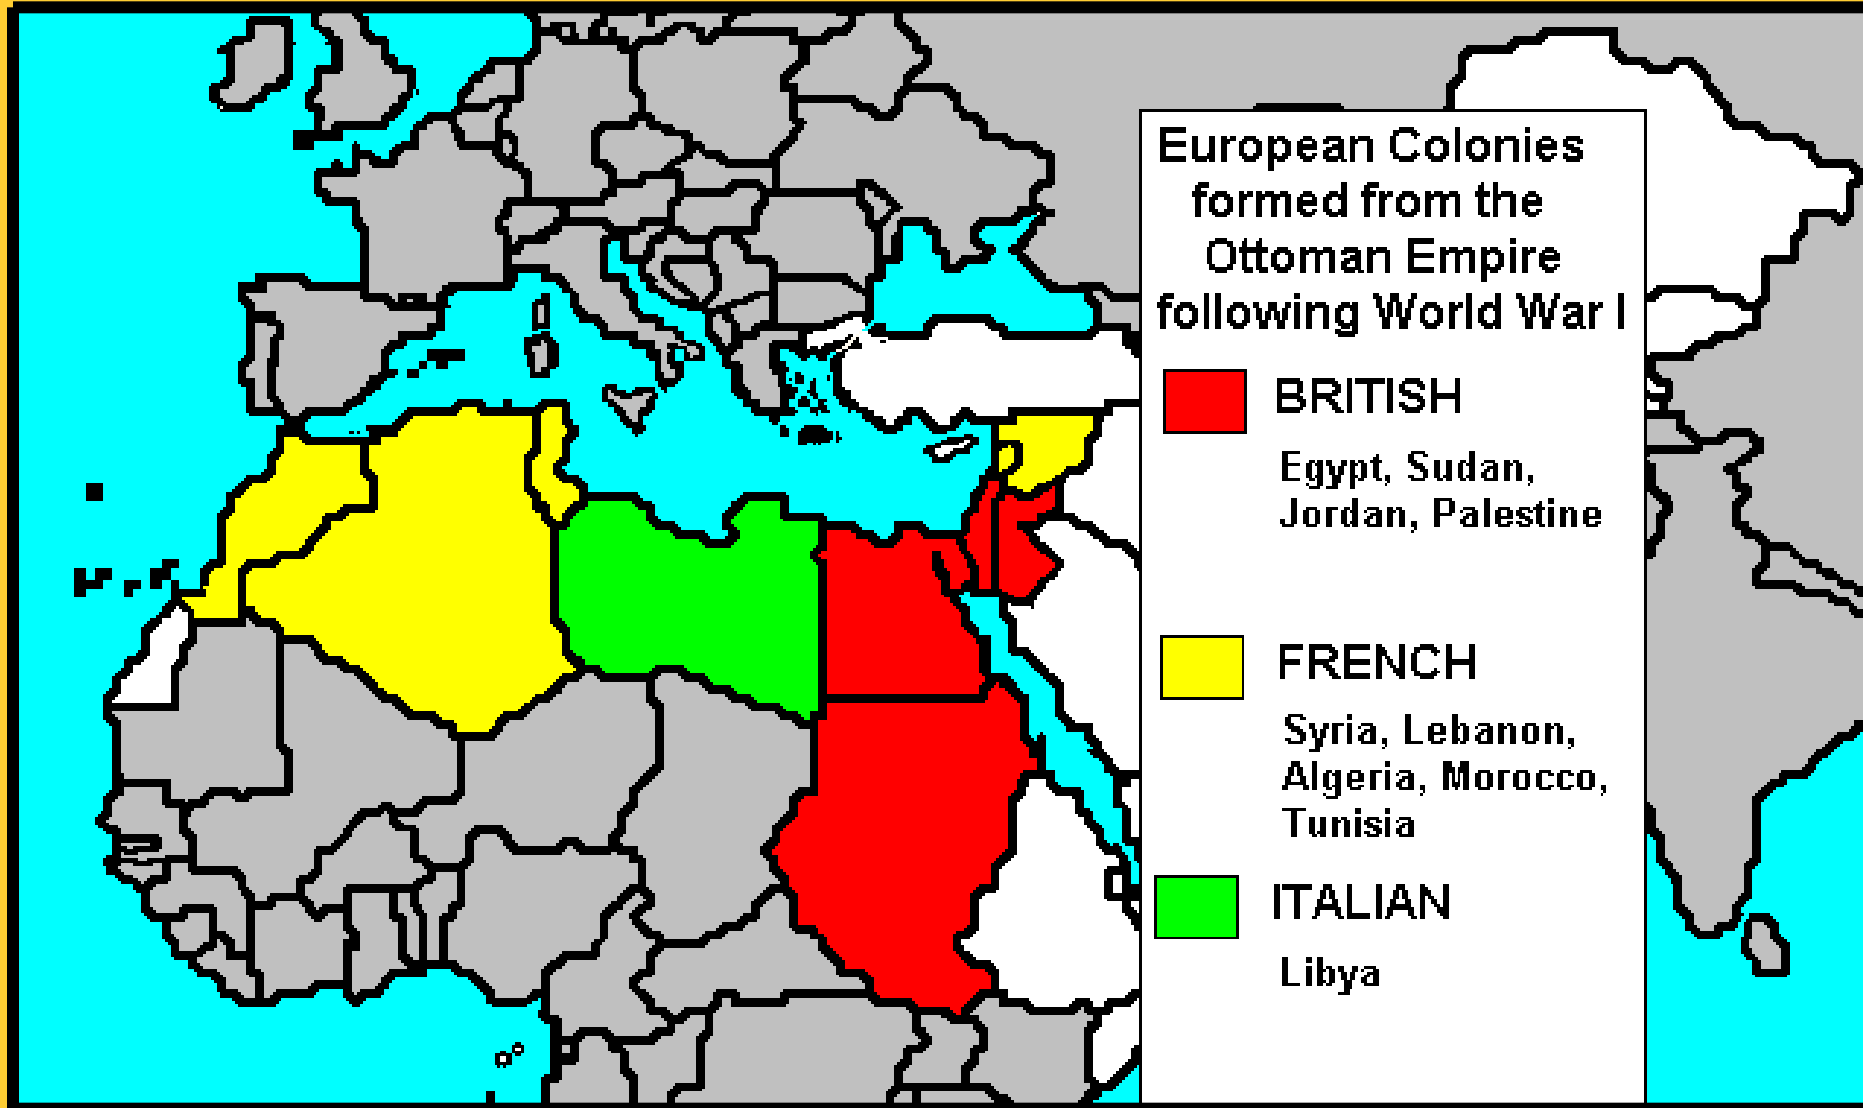 European Colonies
formed from the
Ottoman Empire
following World War I
BRITISH
Egypt, Sudan,
Jordan, Palestine
FRENCH
Syria, Lebanon,
Algeria, Morocco,
Tunisia
ITALIAN
Libya